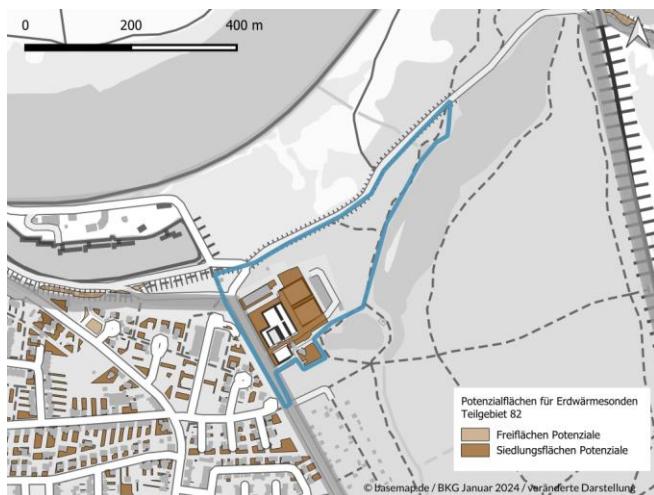 0 200 400 m
Potenzialflächen für Erdwärmesonden
Teilgebiet 82
Freiflächen Potenziale
Siedlungsflächen Potenziale
© basemap.de / BKG Januar 2024 / veränderte Darstellung